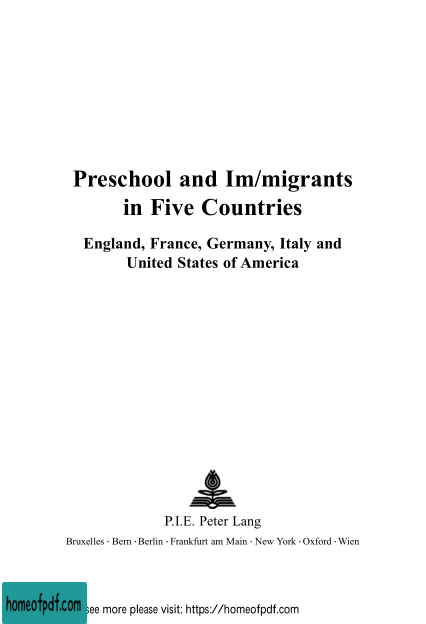 Preschool and Im/migrants
in Five Countries
England, France, Germany, Italy and
United States of America
P.I.E. Peter Lang
Bruxelles · Bern · Berlin · Frankfurt am Main · New York · Oxford · Wien
homeofpdf.com
see more please visit: https://homeofpdf.com